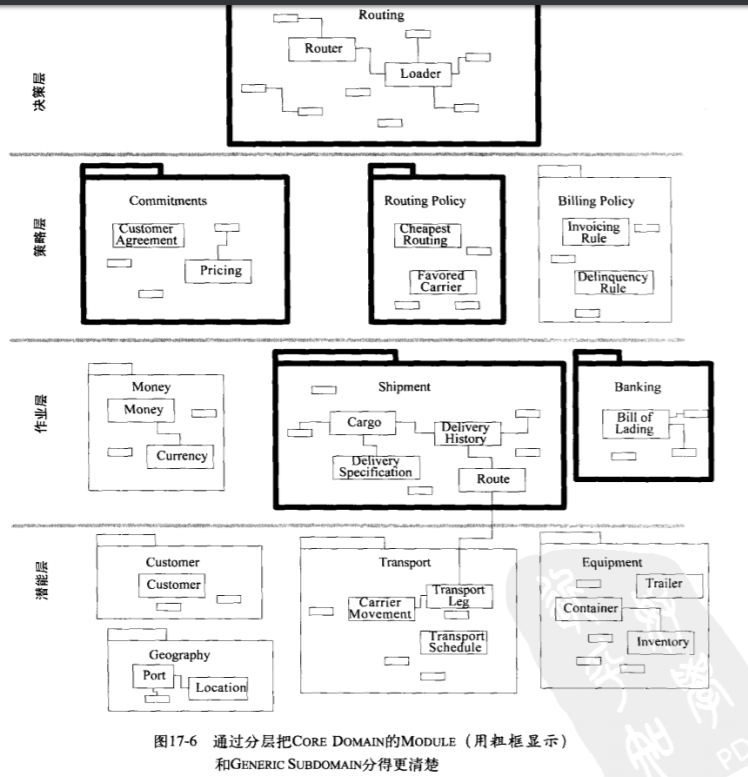 Routing
Router
Loader
决策层
Commitments
Customer
Agreement
Pricing
Routing Policy
Cheapest
Routing
Favored
Carrier
Billing Policy
Invoicing
Rule
Delinquency
Rule
策略层
Money
Money
Currency
Shipment
Cargo
Delivery
History
Delivery
Specification
Route
Banking
Bill of
Lading
作业层
Customer
Customer
Geography
Port
Location
Transport
Carrier
Movement
Transport
Leg
Transport
Schedule
Equipment
Trailer
Container
Inventory
潜能层
图17-6 通过分层把CORE DOMAIN的MODULE（用粗框显示）
和GENERIC SUBDOMAIN分得更清楚
PD